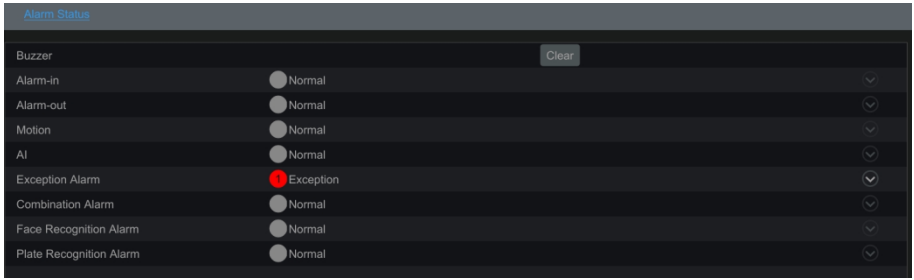 Alarm Status
Buzzer Clear
Alarm-in Normal
Alarm-out Normal
Motion Normal
AI Normal
Exception Alarm 1 Exception
Combination Alarm Normal
Face Recognition Alarm Normal
Plate Recognition Alarm Normal